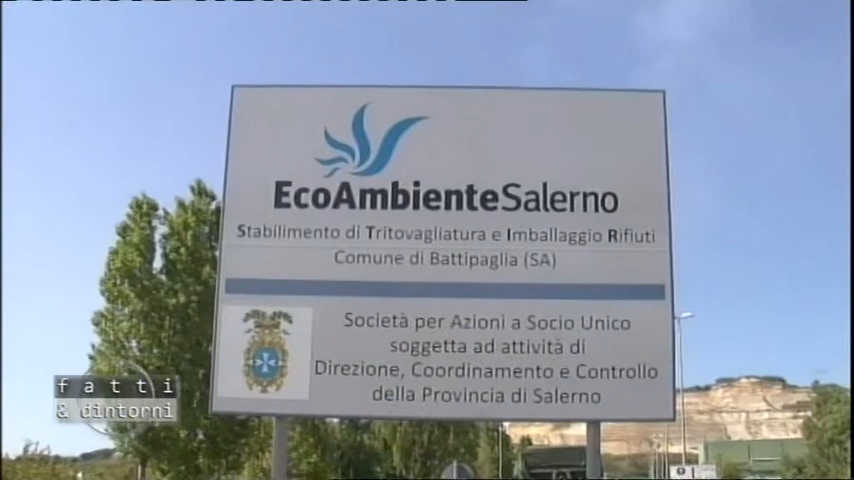 EcoAmbienteSalerno
Stabilimento di Tritovagliatura e Imballaggio Rifiuti
Comune di Battipaglia (SA)
Società per Azioni a Socio Unico
soggetta ad attività di
Direzione, Coordinamento e Controllo
della Provincia di Salerno
fatti
& dintorni